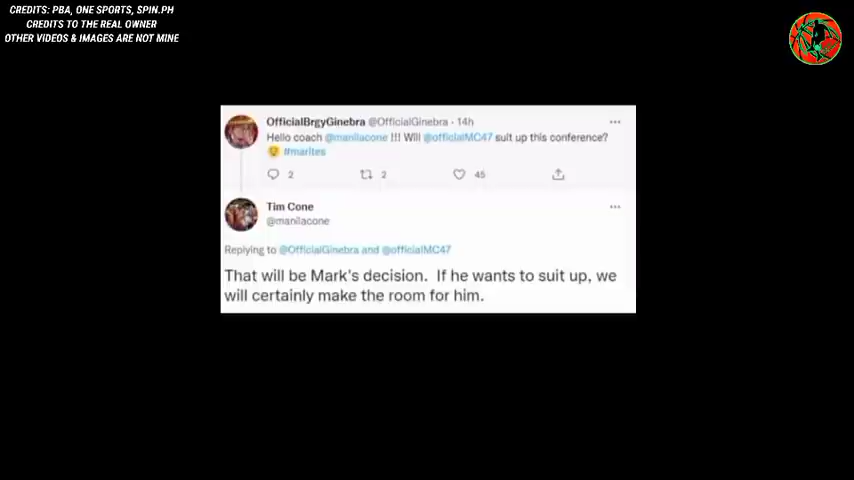 CREDITS: PBA, ONE SPORTS, SPIN.PH
CREDITS TO THE REAL OWNER
OTHER VIDEOS & IMAGES ARE NOT MINE
OfficialBrgyGinebra @OfficialGinebra · 14h
Hello coach @manilacone !!! Will @officialMC47 suit up this conference?
😉 #marites
2 2 45
Tim Cone
@manilacone
Replying to @OfficialGinebra and @officialMC47
That will be Mark's decision. If he wants to suit up, we
will certainly make the room for him.